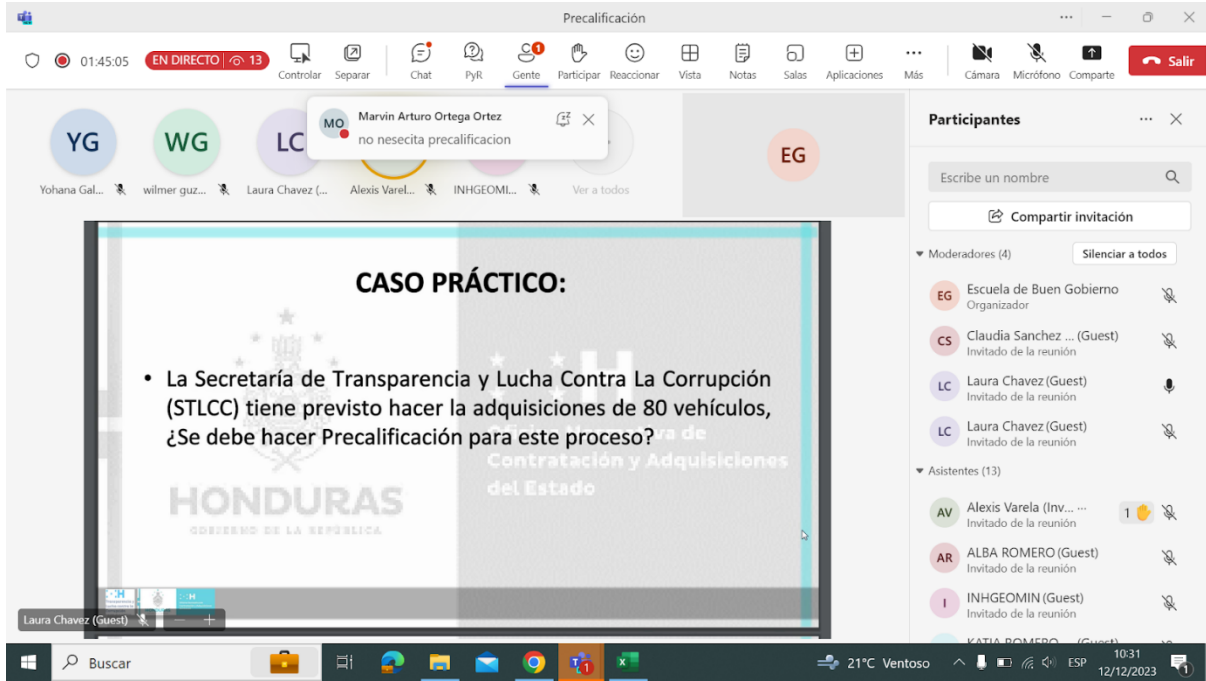 Precalificación
01:45:05
EN DIRECTO 13
Controlar
Separar
Chat
PyR
Gente
Participar
Reaccionar
Vista
Notas
Salas
Aplicaciones
Más
Cámara
Micrófono
Comparte
Salir
YG
WG
LC
MO
Marvin Arturo Ortega Ortez
no nesecita precalificacion
EG
Yohana Gal...
wilmer guz...
Laura Chavez (...
Alexis Varel...
INHGEOMI...
Ver a todos
CASO PRÁCTICO:
• La Secretaría de Transparencia y Lucha Contra La Corrupción
(STLCC) tiene previsto hacer la adquisiciones de 80 vehículos,
¿Se debe hacer Precalificación para este proceso?
Contratación y Adquisiciones
del Estado
HONDURAS
GOBIERNO DE LA REPÚBLICA
Laura Chavez (Guest)
Participantes
Escribe un nombre
Compartir invitación
Moderadores (4)
Silenciar a todos
EG
Escuela de Buen Gobierno
Organizador
CS
Claudia Sanchez ... (Guest)
Invitado de la reunión
LC
Laura Chavez (Guest)
Invitado de la reunión
LC
Laura Chavez (Guest)
Invitado de la reunión
Asistentes (13)
AV
Alexis Varela (Inv... ...
1
Invitado de la reunión
AR
ALBA ROMERO (Guest)
Invitado de la reunión
I
INHGEOMIN (Guest)
Invitado de la reunión
KATIA ROMERO... (Guest)
Buscar
21°C Ventoso
ESP
10:31
12/12/2023
1